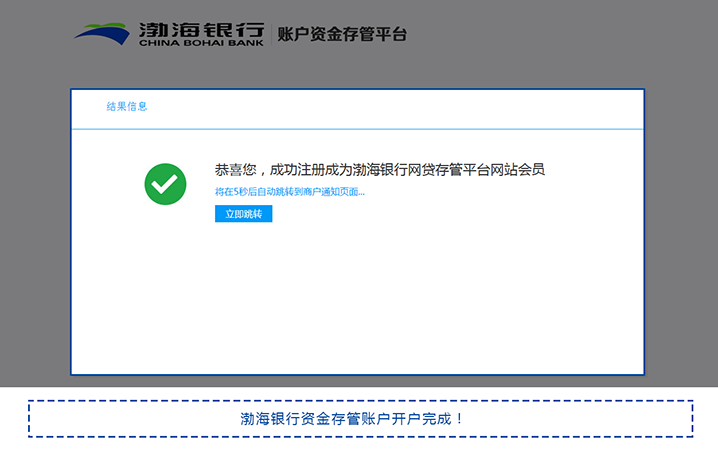 渤海银行 账户资金存管平台
CHINA BOHAI BANK
结果信息
恭喜您，成功注册成为渤海银行网贷存管平台网站会员
将在5秒后自动跳转到商户通知页面...
立即跳转
渤海银行资金存管账户开户完成！